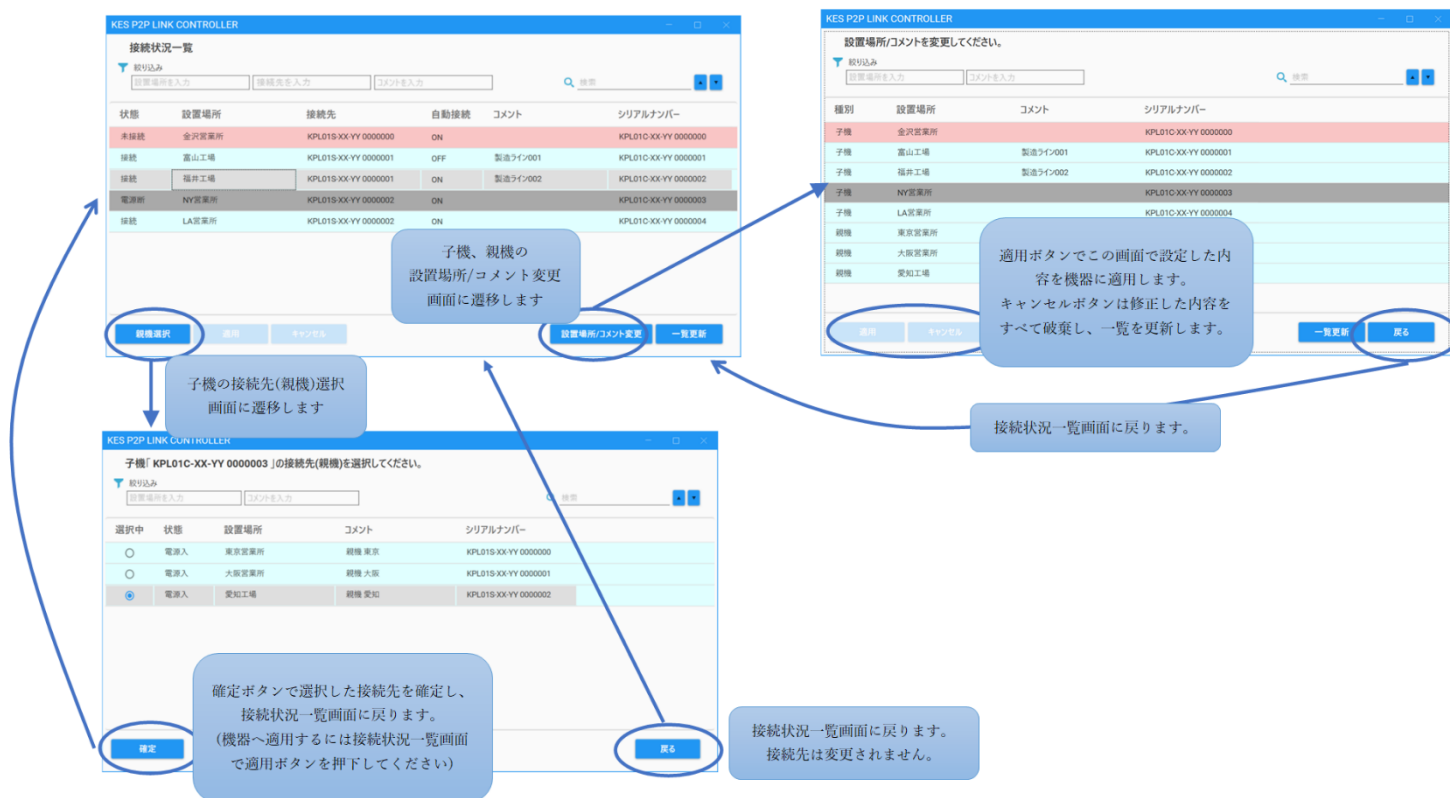 KES P2P LINK CONTROLLER
接続状況一覧
絞り込み
設置場所を入力 接続先を入力 コメントを入力 検索
状態 設置場所 接続先 自動接続 コメント シリアルナンバー
未接続 金沢営業所 KPL01S-XX-YY 0000000 ON KPL01C-XX-YY 0000000
接続 富山工場 KPL01S-XX-YY 0000001 OFF 製造ライン001 KPL01C-XX-YY 0000001
接続 福井工場 KPL01S-XX-YY 0000001 ON 製造ライン002 KPL01C-XX-YY 0000002
電源断 NY営業所 KPL01S-XX-YY 0000002 ON KPL01C-XX-YY 0000003
接続 LA営業所 KPL01S-XX-YY 0000002 ON KPL01C-XX-YY 0000004
子機、親機の
設置場所/コメント変更
画面に遷移します
親機選択 適用 キャンセル 設置場所/コメント変更 一覧更新
KES P2P LINK CONTROLLER
設置場所/コメントを変更してください。
絞り込み
設置場所を入力 コメントを入力 検索
種別 設置場所 コメント シリアルナンバー
子機 金沢営業所 KPL01C-XX-YY 0000000
子機 富山工場 製造ライン001 KPL01C-XX-YY 0000001
子機 福井工場 製造ライン002 KPL01C-XX-YY 0000002
子機 NY営業所 KPL01C-XX-YY 0000003
子機 LA営業所 KPL01C-XX-YY 0000004
親機 東京営業所
親機 大阪営業所
親機 愛知工場
適用ボタンでこの画面で設定した内
容を機器に適用します。
キャンセルボタンは修正した内容を
すべて破棄し、一覧を更新します。
適用 キャンセル 一覧更新 戻る
子機の接続先(親機)選択
画面に遷移します
接続状況一覧画面に戻ります。
KES P2P LINK CONTROLLER
子機「 KPL01C-XX-YY 0000003 」の接続先(親機)を選択してください。
絞り込み
設置場所を入力 コメントを入力 検索
選択中 状態 設置場所 コメント シリアルナンバー
電源入 東京営業所 親機 東京 KPL01S-XX-YY 0000000
電源入 大阪営業所 親機 大阪 KPL01S-XX-YY 0000001
電源入 愛知工場 親機 愛知 KPL01S-XX-YY 0000002
確定ボタンで選択した接続先を確定し、
接続状況一覧画面に戻ります。
(機器へ適用するには接続状況一覧画面
で適用ボタンを押下してください)
確定 戻る
接続状況一覧画面に戻ります。
接続先は変更されません。